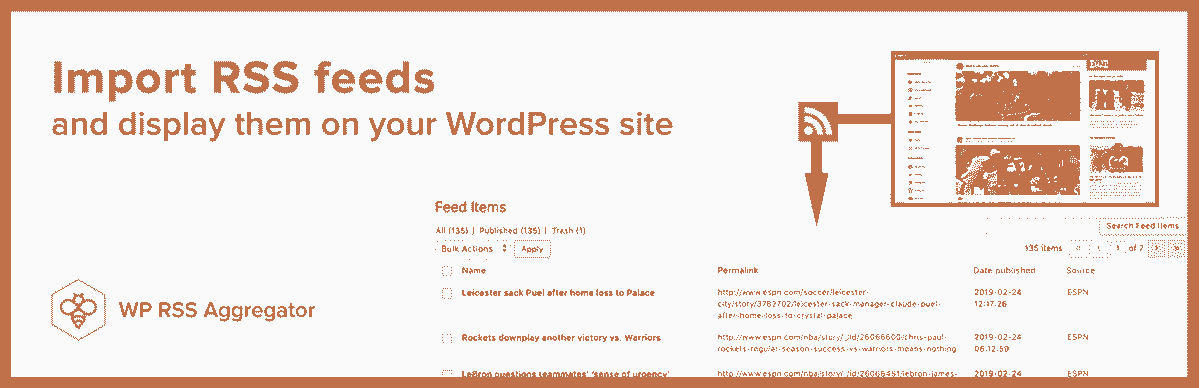 Import RSS feeds
and display them on your WordPress site
Feed Items
All (135) | Published (135) | Trash (1)
Search Feed Items
Bulk Actions Apply
135 items « ‹ 1 of 7 › »
Name Permalink Date published Source
Leicester sack Puel after home loss to Palace
http://www.espn.com/soccer/leicester-
city/story/3782702/leicester-sack-manager-claude-puel-
after-home-loss-to-crystal-palace
2019-02-24
12:17:26
ESPN
Rockets downplay another victory vs. Warriors
http://www.espn.com/nba/story/_/id/26066600/chris-paul-
rockets-regular-season-success-vs-warriors-means-nothing
2019-02-24
06:12:50
ESPN
LeBron questions teammates' 'sense of urgency'
http://www.espn.com/nba/story/_/id/26066451/lebron-james-
2019-02-24
ESPN
WP RSS Aggregator